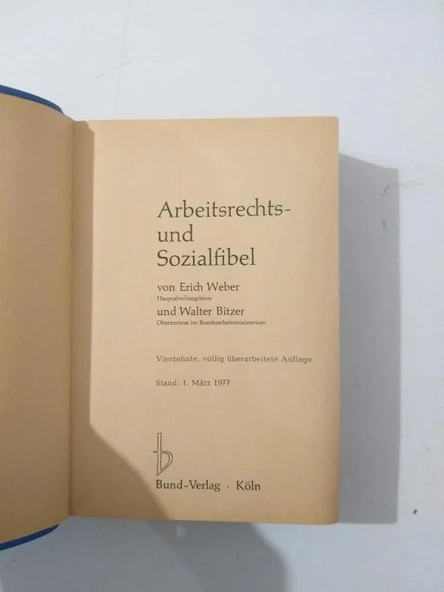 Arbeitsrechts-
und
Sozialfibel
von Erich Weber
Hauptabteilungsleiter
und Walter Bitzer
Oberamtsrat im Bundesarbeitsministerium
Vierzehnte, völlig überarbeitete Auflage
Stand: 1. März 1977
Bund-Verlag · Köln